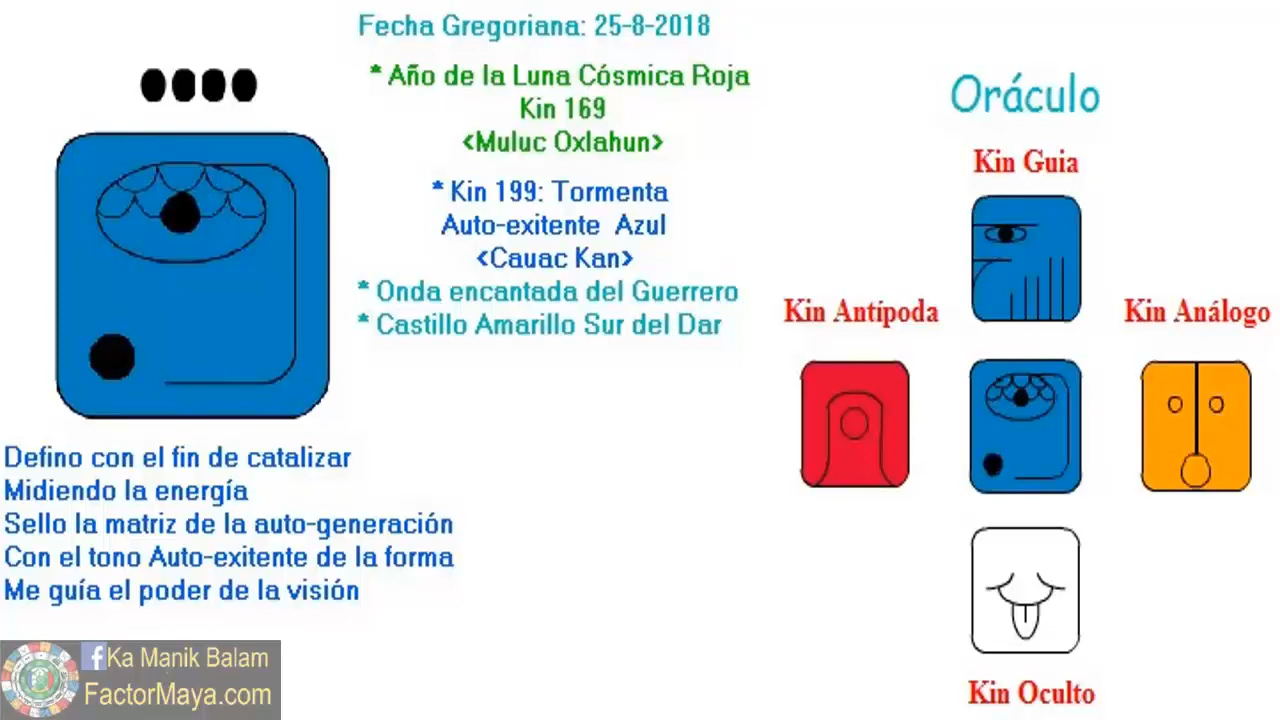 Fecha Gregoriana: 25-8-2018
* Año de la Luna Cósmica Roja
Kin 169
<Muluc Oxlahun>
* Kin 199: Tormenta
Auto-exitente Azul
<Cauac Kan>
* Onda encantada del Guerrero
* Castillo Amarillo Sur del Dar
Defino con el fin de catalizar
Midiendo la energía
Sello la matriz de la auto-generación
Con el tono Auto-exitente de la forma
Me guía el poder de la visión
Oráculo
Kin Guia
Kin Antípoda
Kin Análogo
Kin Oculto
f Ka Manik Balam
FactorMaya.com